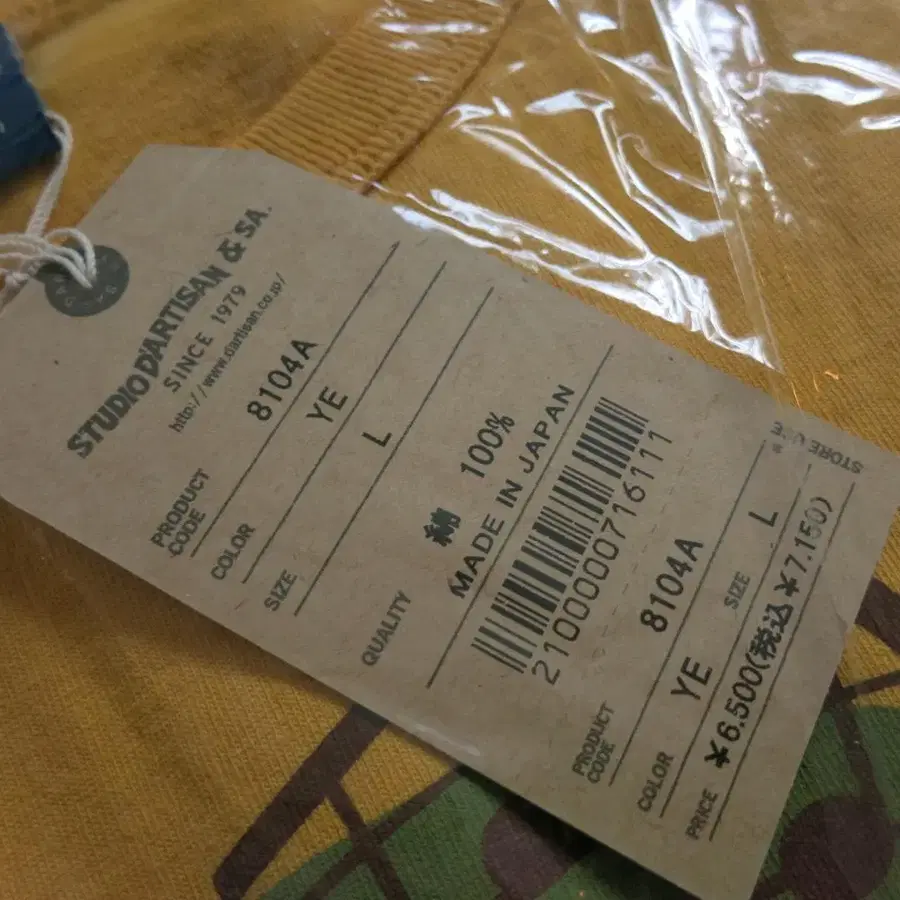 STUDIO D'ARTISAN & SA.
SINCE 1979
http://www.dartisan.co.jp/
PRODUCT CODE 8104A
COLOR YE
SIZE L
QUALITY 綿 100%
MADE IN JAPAN
2100000716111
STORE USE
PRODUCT CODE 8104A
COLOR YE SIZE L
PRICE ¥6.500(税込¥7.150)